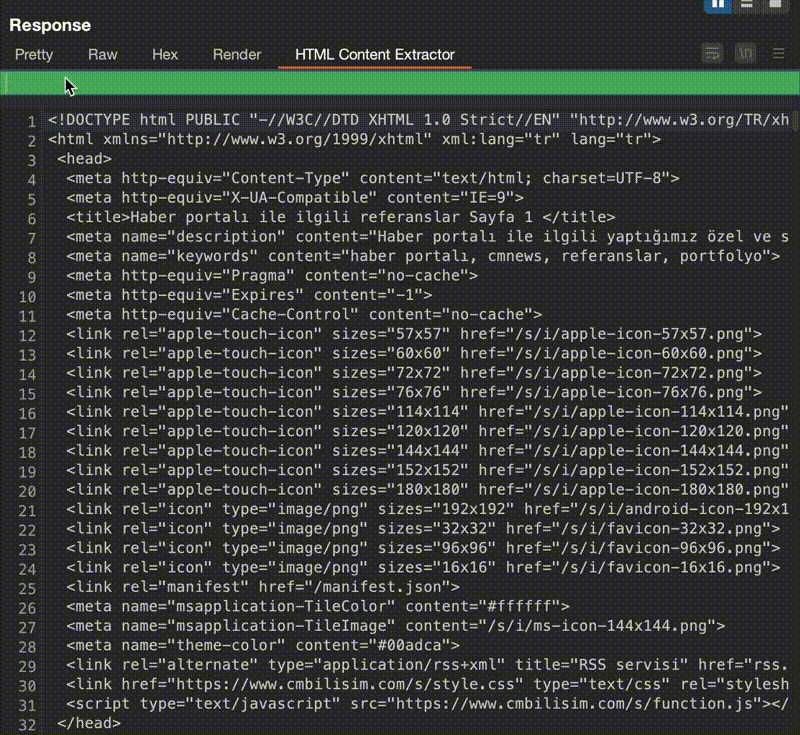 Response
Pretty Raw Hex Render HTML Content Extractor \n
1 <!DOCTYPE html PUBLIC "-//W3C//DTD XHTML 1.0 Strict//EN" "http://www.w3.org/TR/xh
2 <html xmlns="http://www.w3.org/1999/xhtml" xml:lang="tr" lang="tr">
3 <head>
4 <meta http-equiv="Content-Type" content="text/html; charset=UTF-8">
5 <meta http-equiv="X-UA-Compatible" content="IE=9">
6 <title>Haber portalı ile ilgili referanslar Sayfa 1 </title>
7 <meta name="description" content="Haber portalı ile ilgili yaptığımız özel ve s
8 <meta name="keywords" content="haber portalı, cmnews, referanslar, portfolyo">
9 <meta http-equiv="Pragma" content="no-cache">
10 <meta http-equiv="Expires" content="-1">
11 <meta http-equiv="Cache-Control" content="no-cache">
12 <link rel="apple-touch-icon" sizes="57x57" href="/s/i/apple-icon-57x57.png">
13 <link rel="apple-touch-icon" sizes="60x60" href="/s/i/apple-icon-60x60.png">
14 <link rel="apple-touch-icon" sizes="72x72" href="/s/i/apple-icon-72x72.png">
15 <link rel="apple-touch-icon" sizes="76x76" href="/s/i/apple-icon-76x76.png">
16 <link rel="apple-touch-icon" sizes="114x114" href="/s/i/apple-icon-114x114.png"
17 <link rel="apple-touch-icon" sizes="120x120" href="/s/i/apple-icon-120x120.png"
18 <link rel="apple-touch-icon" sizes="144x144" href="/s/i/apple-icon-144x144.png"
19 <link rel="apple-touch-icon" sizes="152x152" href="/s/i/apple-icon-152x152.png"
20 <link rel="apple-touch-icon" sizes="180x180" href="/s/i/apple-icon-180x180.png"
21 <link rel="icon" type="image/png" sizes="192x192" href="/s/i/android-icon-192x1
22 <link rel="icon" type="image/png" sizes="32x32" href="/s/i/favicon-32x32.png">
23 <link rel="icon" type="image/png" sizes="96x96" href="/s/i/favicon-96x96.png">
24 <link rel="icon" type="image/png" sizes="16x16" href="/s/i/favicon-16x16.png">
25 <link rel="manifest" href="/manifest.json">
26 <meta name="msapplication-TileColor" content="#ffffff">
27 <meta name="msapplication-TileImage" content="/s/i/ms-icon-144x144.png">
28 <meta name="theme-color" content="#00adca">
29 <link rel="alternate" type="application/rss+xml" title="RSS servisi" href="rss.
30 <link href="https://www.cmbilisim.com/s/style.css" type="text/css" rel="stylesh
31 <script type="text/javascript" src="https://www.cmbilisim.com/s/function.js"></
32 </head>